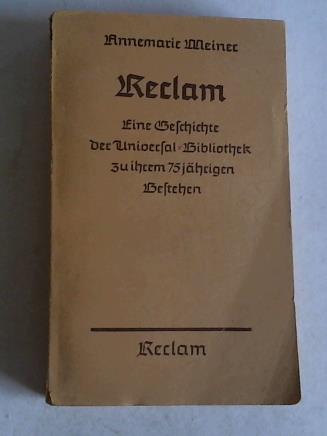 Annemarie Meiner
Reclam
Eine Geschichte
der Universal-Bibliothek
zu ihrem 75jährigen
Bestehen
Reclam